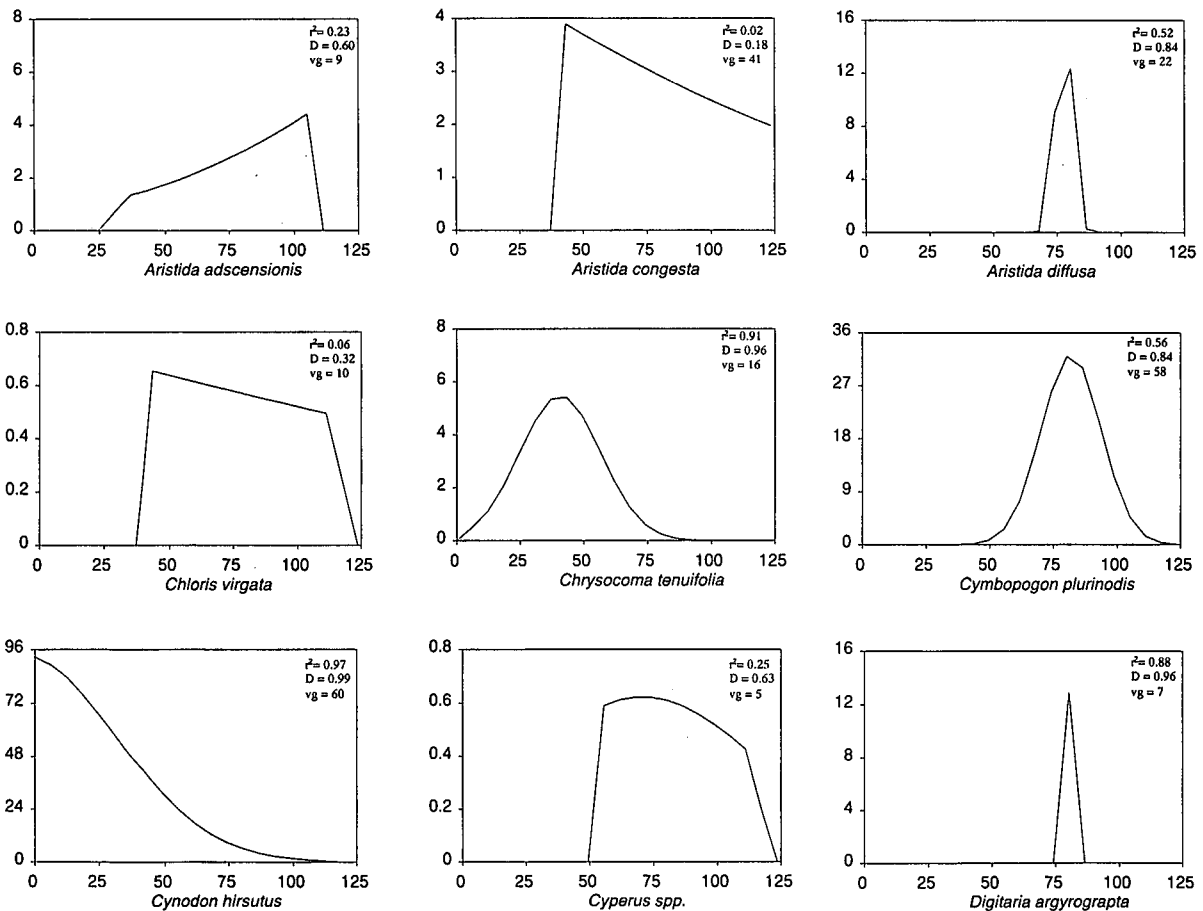 8
6
4
2
0
r²= 0.23
D = 0.60
vg = 9
0 25 50 75 100 125
Aristida adscensionis
4
3
2
1
0
r²= 0.02
D = 0.18
vg = 41
0 25 50 75 100 125
Aristida congesta
16
12
8
4
0
r²= 0.52
D = 0.84
vg = 22
0 25 50 75 100 125
Aristida diffusa
0.8
0.6
0.4
0.2
0
r²= 0.06
D = 0.32
vg = 10
0 25 50 75 100 125
Chloris virgata
8
6
4
2
0
r²= 0.91
D = 0.96
vg = 16
0 25 50 75 100 125
Chrysocoma tenuifolia
36
27
18
9
0
r²= 0.56
D = 0.84
vg = 58
0 25 50 75 100 125
Cymbopogon plurinodis
96
72
48
24
0
r²= 0.97
D = 0.99
vg = 60
0 25 50 75 100 125
Cynodon hirsutus
0.8
0.6
0.4
0.2
0
r²= 0.25
D = 0.63
vg = 5
0 25 50 75 100 125
Cyperus spp.
16
12
8
4
0
r²= 0.88
D = 0.96
vg = 7
0 25 50 75 100 125
Digitaria argyrograpta